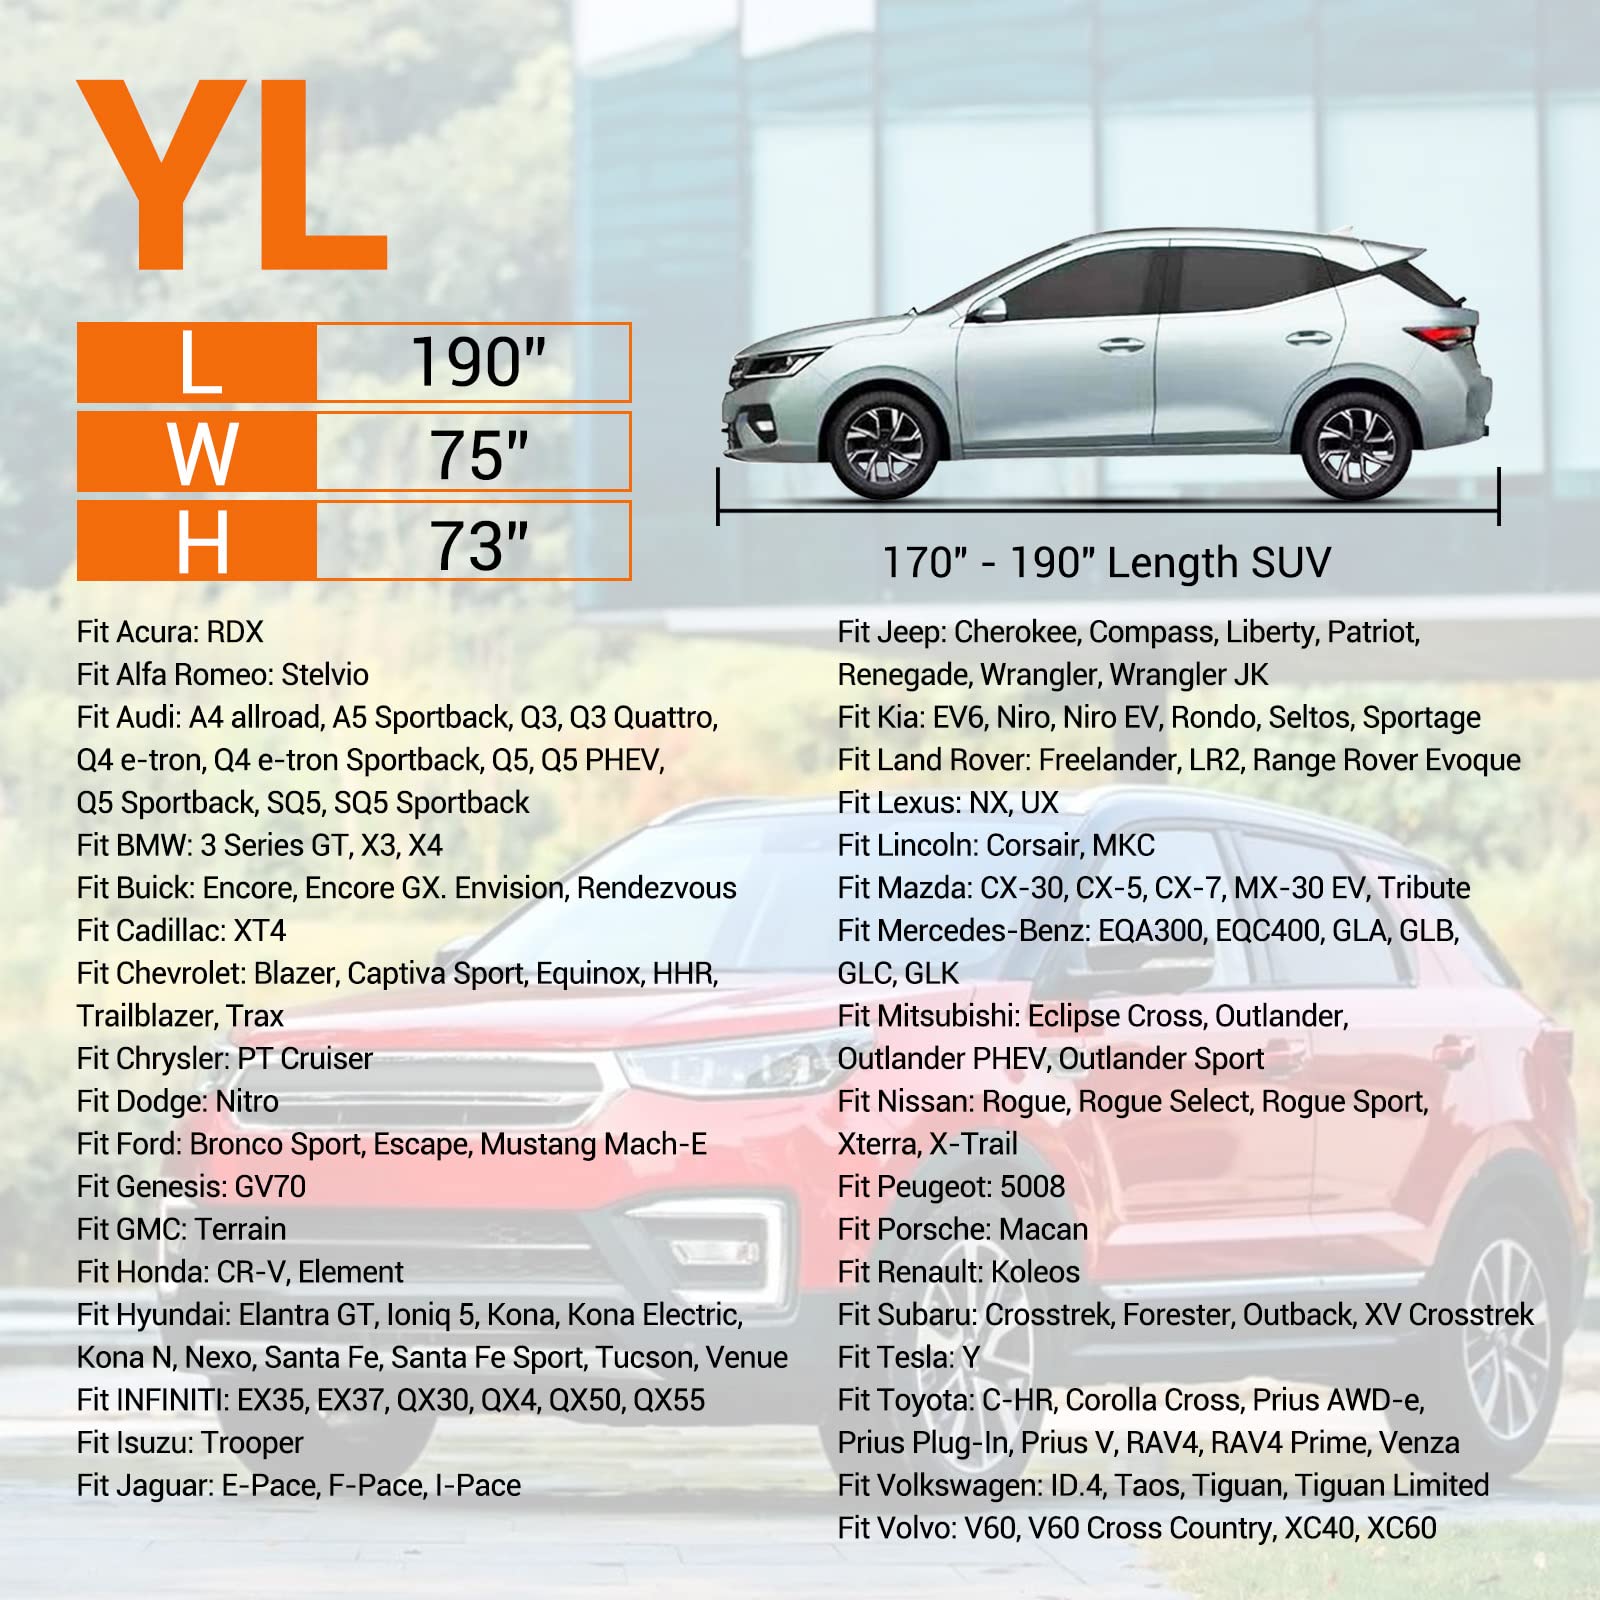 YL
L 190"
W 75"
H 73"
170" - 190" Length SUV
Fit Acura: RDX
Fit Alfa Romeo: Stelvio
Fit Audi: A4 allroad, A5 Sportback, Q3, Q3 Quattro,
Q4 e-tron, Q4 e-tron Sportback, Q5, Q5 PHEV,
Q5 Sportback, SQ5, SQ5 Sportback
Fit BMW: 3 Series GT, X3, X4
Fit Buick: Encore, Encore GX. Envision, Rendezvous
Fit Cadillac: XT4
Fit Chevrolet: Blazer, Captiva Sport, Equinox, HHR,
Trailblazer, Trax
Fit Chrysler: PT Cruiser
Fit Dodge: Nitro
Fit Ford: Bronco Sport, Escape, Mustang Mach-E
Fit Genesis: GV70
Fit GMC: Terrain
Fit Honda: CR-V, Element
Fit Hyundai: Elantra GT, Ioniq 5, Kona, Kona Electric,
Kona N, Nexo, Santa Fe, Santa Fe Sport, Tucson, Venue
Fit INFINITI: EX35, EX37, QX30, QX4, QX50, QX55
Fit Isuzu: Trooper
Fit Jaguar: E-Pace, F-Pace, I-Pace
Fit Jeep: Cherokee, Compass, Liberty, Patriot,
Renegade, Wrangler, Wrangler JK
Fit Kia: EV6, Niro, Niro EV, Rondo, Seltos, Sportage
Fit Land Rover: Freelander, LR2, Range Rover Evoque
Fit Lexus: NX, UX
Fit Lincoln: Corsair, MKC
Fit Mazda: CX-30, CX-5, CX-7, MX-30 EV, Tribute
Fit Mercedes-Benz: EQA300, EQC400, GLA, GLB,
GLC, GLK
Fit Mitsubishi: Eclipse Cross, Outlander,
Outlander PHEV, Outlander Sport
Fit Nissan: Rogue, Rogue Select, Rogue Sport,
Xterra, X-Trail
Fit Peugeot: 5008
Fit Porsche: Macan
Fit Renault: Koleos
Fit Subaru: Crosstrek, Forester, Outback, XV Crosstrek
Fit Tesla: Y
Fit Toyota: C-HR, Corolla Cross, Prius AWD-e,
Prius Plug-In, Prius V, RAV4, RAV4 Prime, Venza
Fit Volkswagen: ID.4, Taos, Tiguan, Tiguan Limited
Fit Volvo: V60, V60 Cross Country, XC40, XC60